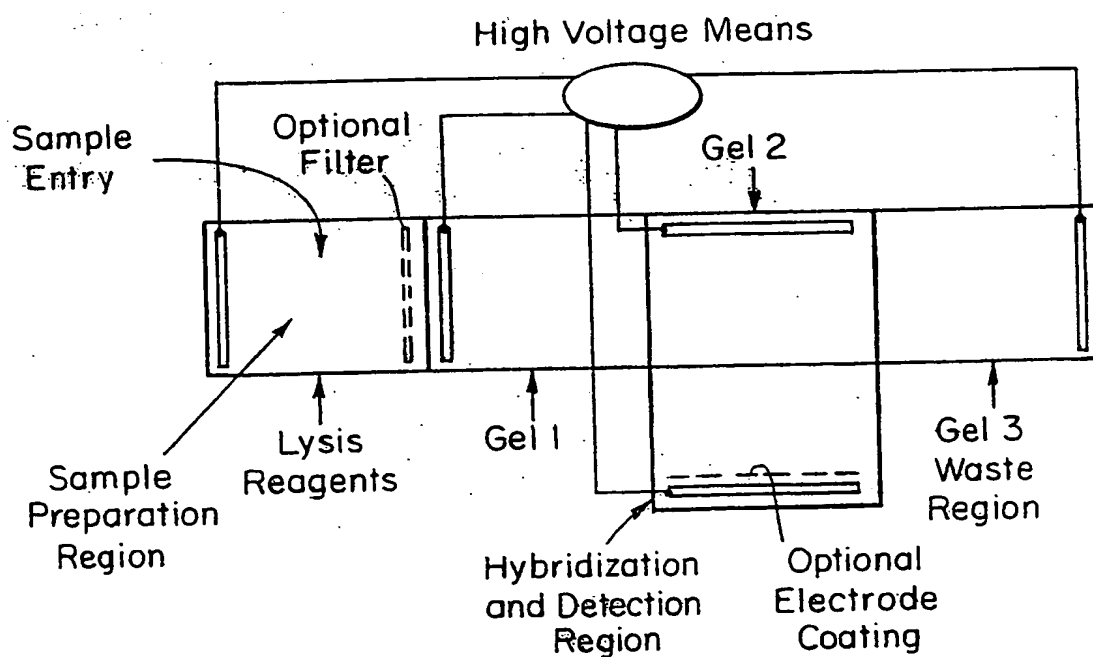 High Voltage Means
Sample
Entry
Optional
Filter
Gel 2
Lysis
Reagents
Gel 1
Gel 3
Waste
Region
Sample
Preparation
Region
Hybridization
and Detection
Region
Optional
Electrode
Coating